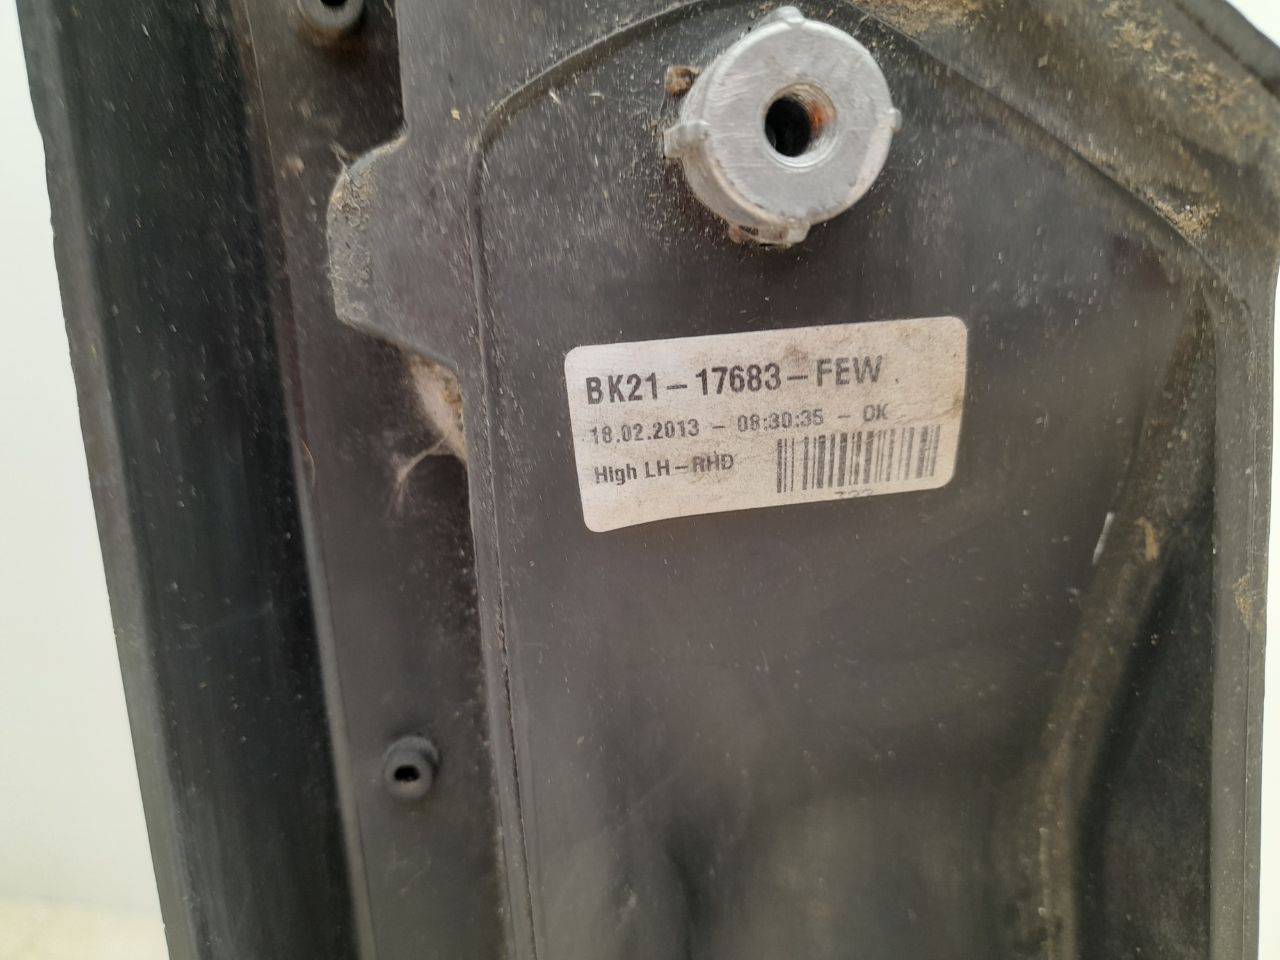 BK21-17683-FEW
18.02.2013 - 08:30:35 - OK
High LH-RHD